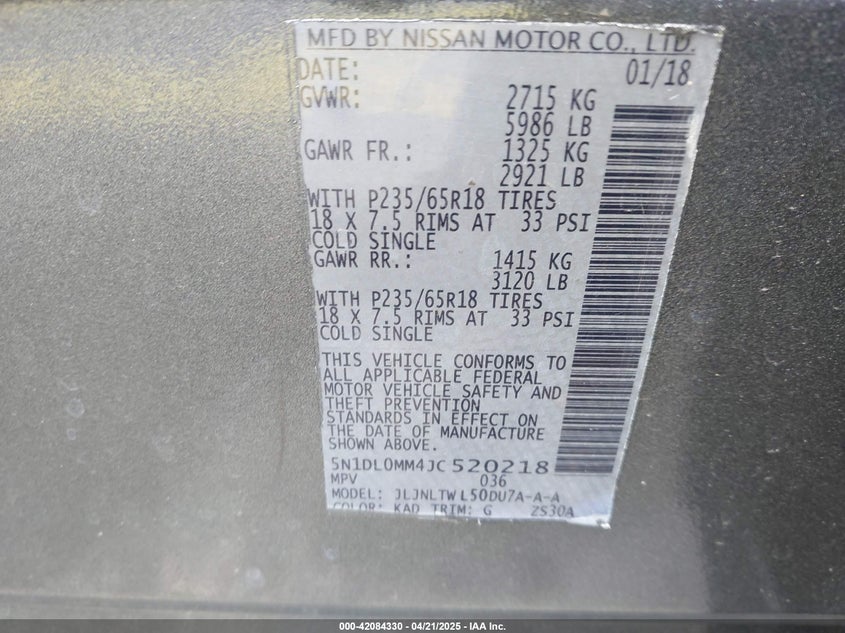 MFD BY NISSAN MOTOR CO., LTD.
DATE: 01/18
GVWR: 2715 KG
5986 LB
GAWR FR.: 1325 KG
2921 LB
WITH P235/65R18 TIRES
18 X 7.5 RIMS AT 33 PSI
COLD SINGLE
GAWR RR.: 1415 KG
3120 LB
WITH P235/65R18 TIRES
18 X 7.5 RIMS AT 33 PSI
COLD SINGLE
THIS VEHICLE CONFORMS TO
ALL APPLICABLE FEDERAL
MOTOR VEHICLE SAFETY AND
THEFT PREVENTION
STANDARDS IN EFFECT ON
THE DATE OF MANUFACTURE
SHOWN ABOVE.
5N1DL0MM4JC520218
MPV 036
MODEL: JLJNLTWL50DU7A-A-A
COLOR: KAD TRIM: G ZS30A
000-42084330 - 04/21/2025 - IAA Inc.